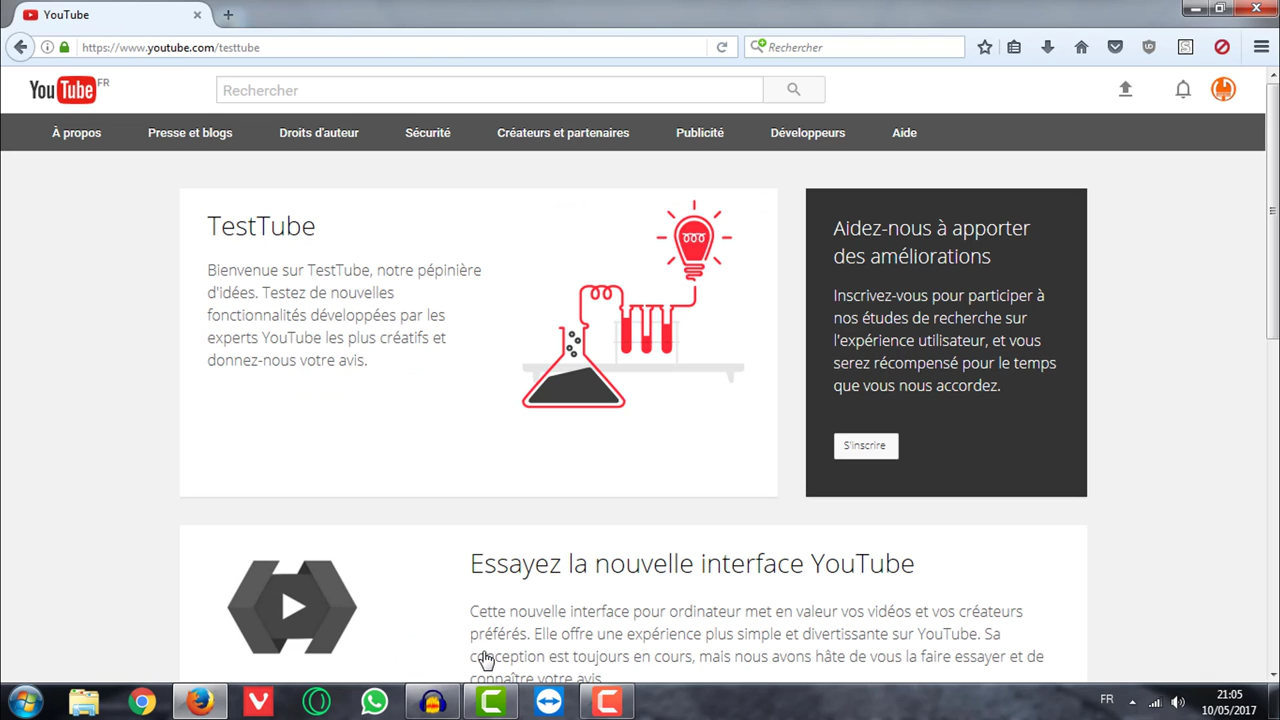 YouTube
https://www.youtube.com/testtube
Rechercher
You Tube FR
Rechercher
À propos
Presse et blogs
Droits d'auteur
Sécurité
Créateurs et partenaires
Publicité
Développeurs
Aide
TestTube
Bienvenue sur TestTube, notre pépinière
d'idées. Testez de nouvelles
fonctionnalités développées par les
experts YouTube les plus créatifs et
donnez-nous votre avis.
Aidez-nous à apporter
des améliorations
Inscrivez-vous pour participer à
nos études de recherche sur
l'expérience utilisateur, et vous
serez récompensé pour le temps
que vous nous accordez.
S'inscrire
Essayez la nouvelle interface YouTube
Cette nouvelle interface pour ordinateur met en valeur vos vidéos et vos créateurs
préférés. Elle offre une expérience plus simple et divertissante sur YouTube. Sa
conception est toujours en cours, mais nous avons hâte de vous la faire essayer et de
connaître votre avis.
FR
21:05
10/05/2017